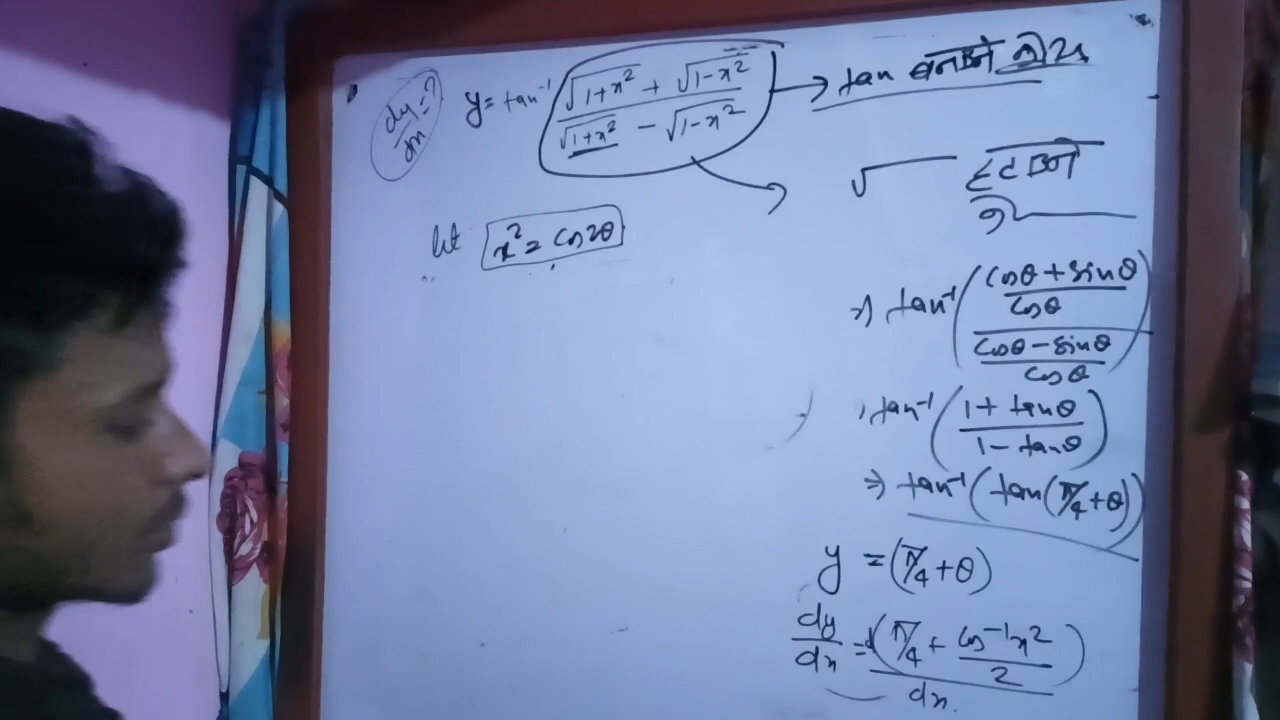 dy/dx = ?
y = tan⁻¹ (√(1+x²) + √(1-x²)) / (√(1+x²) - √(1-x²)) → tan
√
let x² = cos2θ
⇒ tan⁻¹ ( ((cosθ + sinθ)/cosθ) / ((cosθ - sinθ)/cosθ) )
, tan⁻¹ ( (1 + tanθ)/(1 - tanθ) )
⇒ tan⁻¹ ( tan(π/4 + θ) )
y = (π/4 + θ)
dy/dx = d(π/4 + cos⁻¹x²/2)/dx.